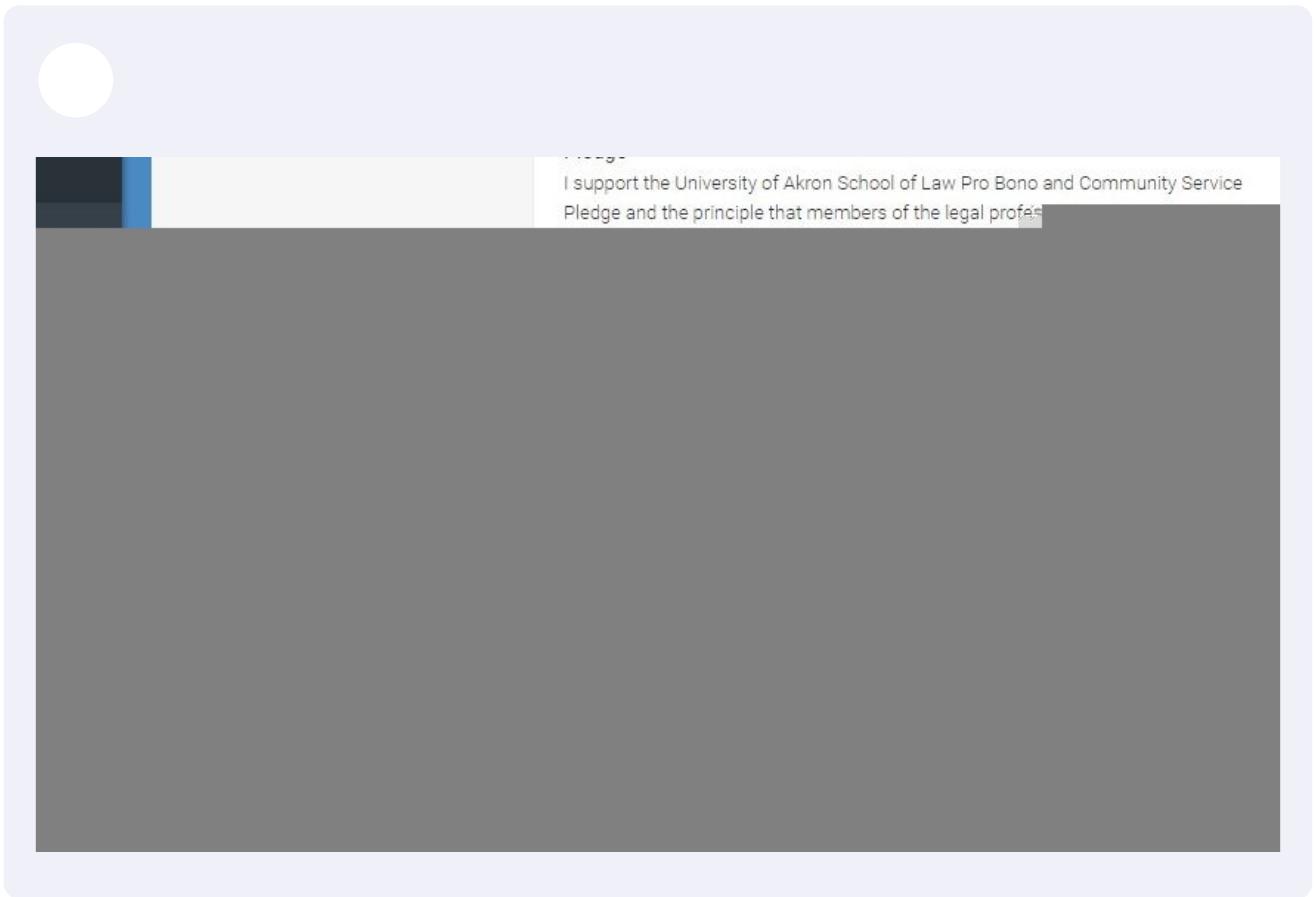 I support the University of Akron School of Law Pro Bono and Community Service
Pledge and the principle that members of the legal